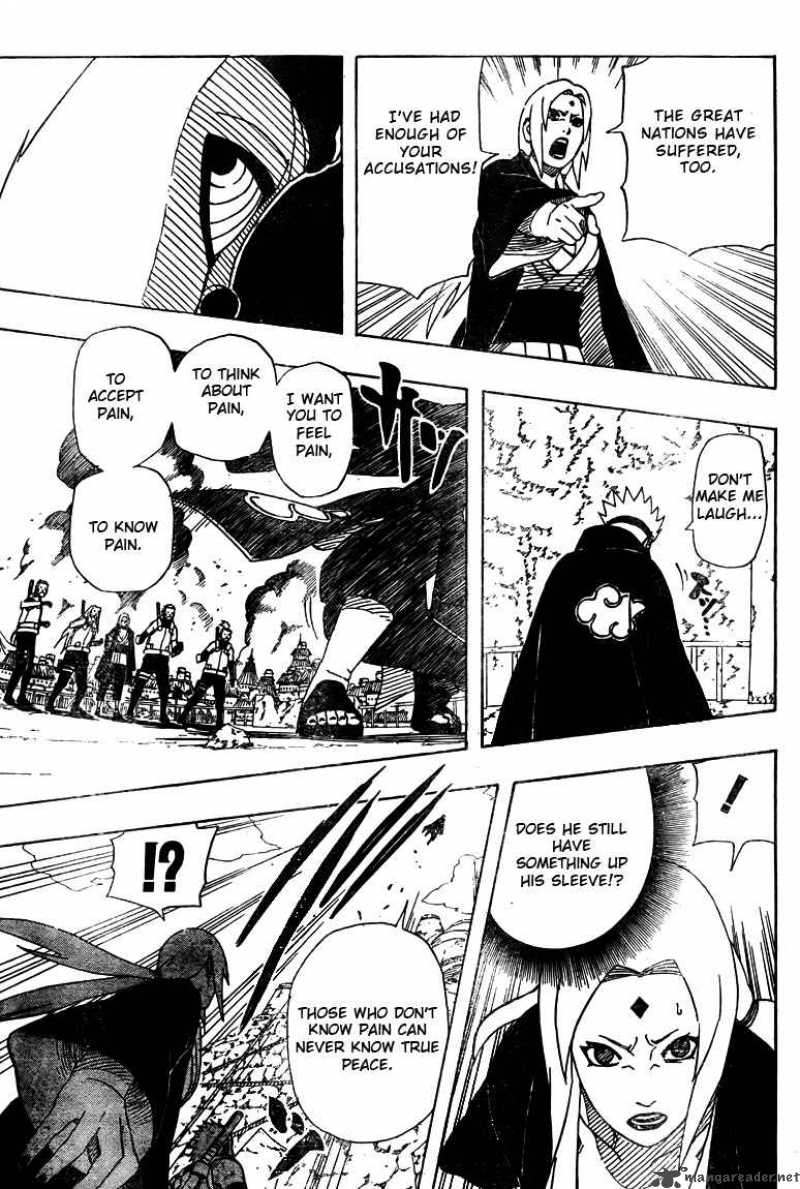 THE GREAT
NATIONS HAVE
SUFFERED,
TOO.
I'VE HAD
ENOUGH OF
YOUR
ACCUSATIONS!
DON'T
MAKE ME
LAUGH...
I WANT
YOU TO
FEEL
PAIN,
TO THINK
ABOUT
PAIN,
TO
ACCEPT
PAIN,
TO KNOW
PAIN.
!
DOES HE STILL
HAVE
SOMETHING UP
HIS SLEEVE!?
THOSE WHO DON'T
KNOW PAIN CAN
NEVER KNOW TRUE
PEACE.
!?
mangareader.net